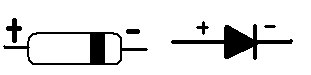 + - + -